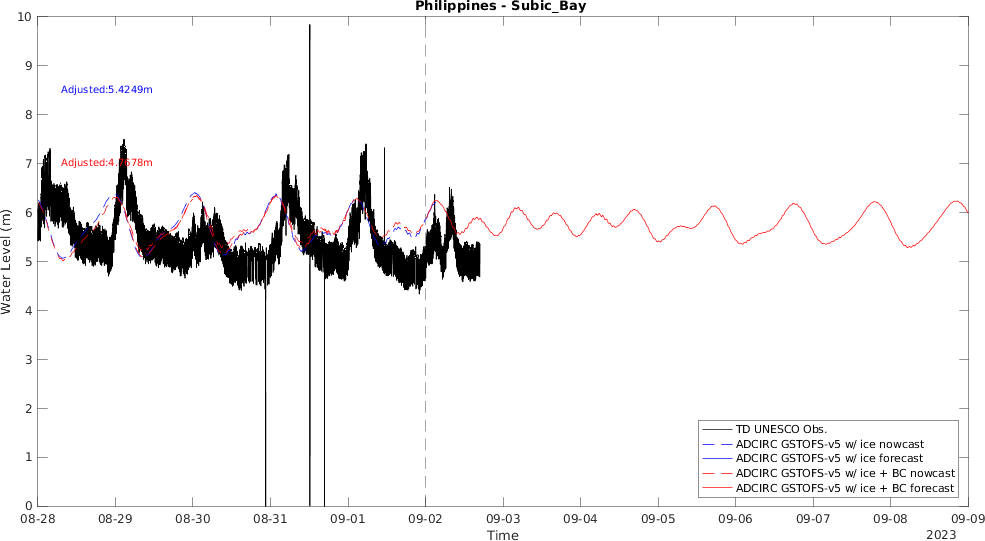 Philippines - Subic_Bay
10
9
8
7
6
5
4
3
2
1
0
Water Level (m)
Adjusted:5.4249m
Adjusted:4.7578m
TD UNESCO Obs.
ADCIRC GSTOFS-v5 w/ ice nowcast
ADCIRC GSTOFS-v5 w/ ice forecast
ADCIRC GSTOFS-v5 w/ ice + BC nowcast
ADCIRC GSTOFS-v5 w/ ice + BC forecast
08-28 08-29 08-30 08-31 09-01 09-02 09-03 09-04 09-05 09-06 09-07 09-08 09-09
Time
2023